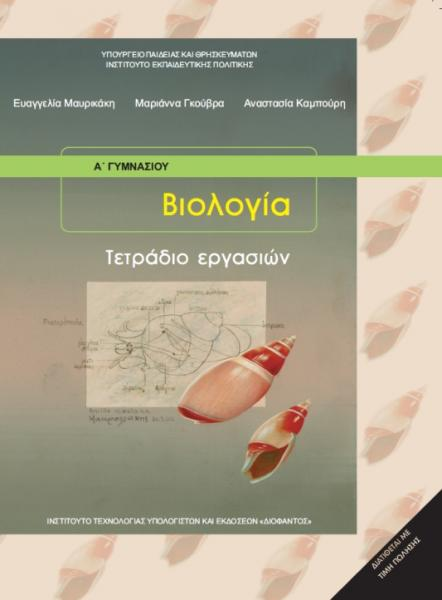 ΥΠΟΥΡΓΕΙΟ ΠΑΙΔΕΙΑΣ ΚΑΙ ΘΡΗΣΚΕΥΜΑΤΩΝ
ΙΝΣΤΙΤΟΥΤΟ ΕΚΠΑΙΔΕΥΤΙΚΗΣ ΠΟΛΙΤΙΚΗΣ
Ευαγγελία Μαυρικάκη Μαριάννα Γκούβρα Αναστασία Καμπούρη
Α΄ ΓΥΜΝΑΣΙΟΥ
Βιολογία
Τετράδιο εργασιών
ΙΝΣΤΙΤΟΥΤΟ ΤΕΧΝΟΛΟΓΙΑΣ ΥΠΟΛΟΓΙΣΤΩΝ ΚΑΙ ΕΚΔΟΣΕΩΝ «ΔΙΟΦΑΝΤΟΣ»
ΔΙΑΤΙΘΕΤΑΙ ΜΕ
ΤΙΜΗ ΠΩΛΗΣΗΣ